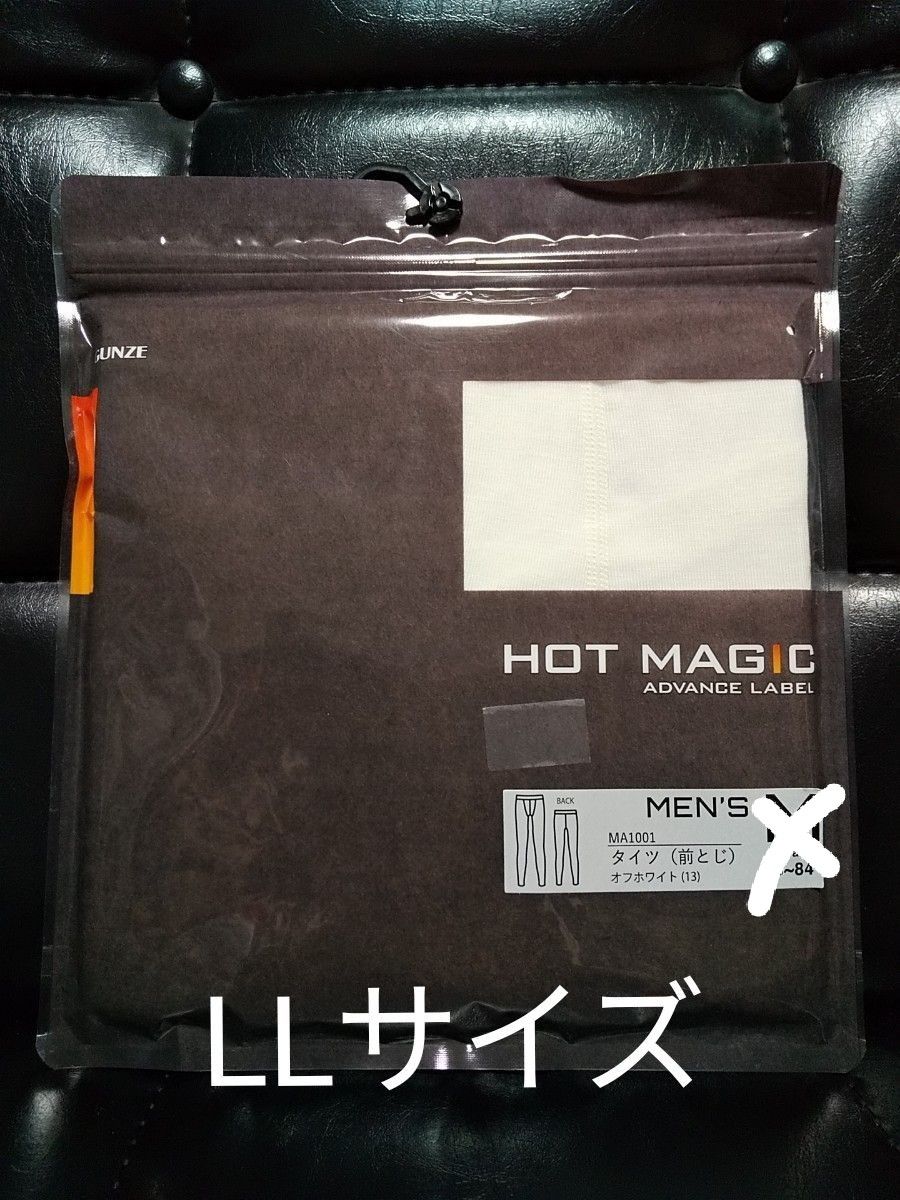 GUNZE
HOT MAGIC
ADVANCE LABEL
BACK
MEN'S
MA1001
タイツ（前とじ）
オフホワイト(13)
~84
LLサイズ